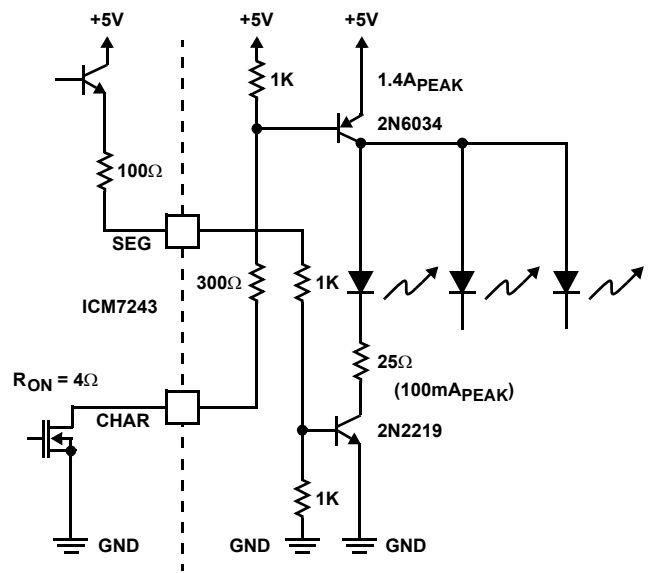 +5V
+5V
+5V
1K
1.4APEAK
2N6034
100Ω
SEG
300Ω
1K
ICM7243
25Ω
(100mAPEAK)
RON = 4Ω
CHAR
2N2219
1K
GND
GND
GND